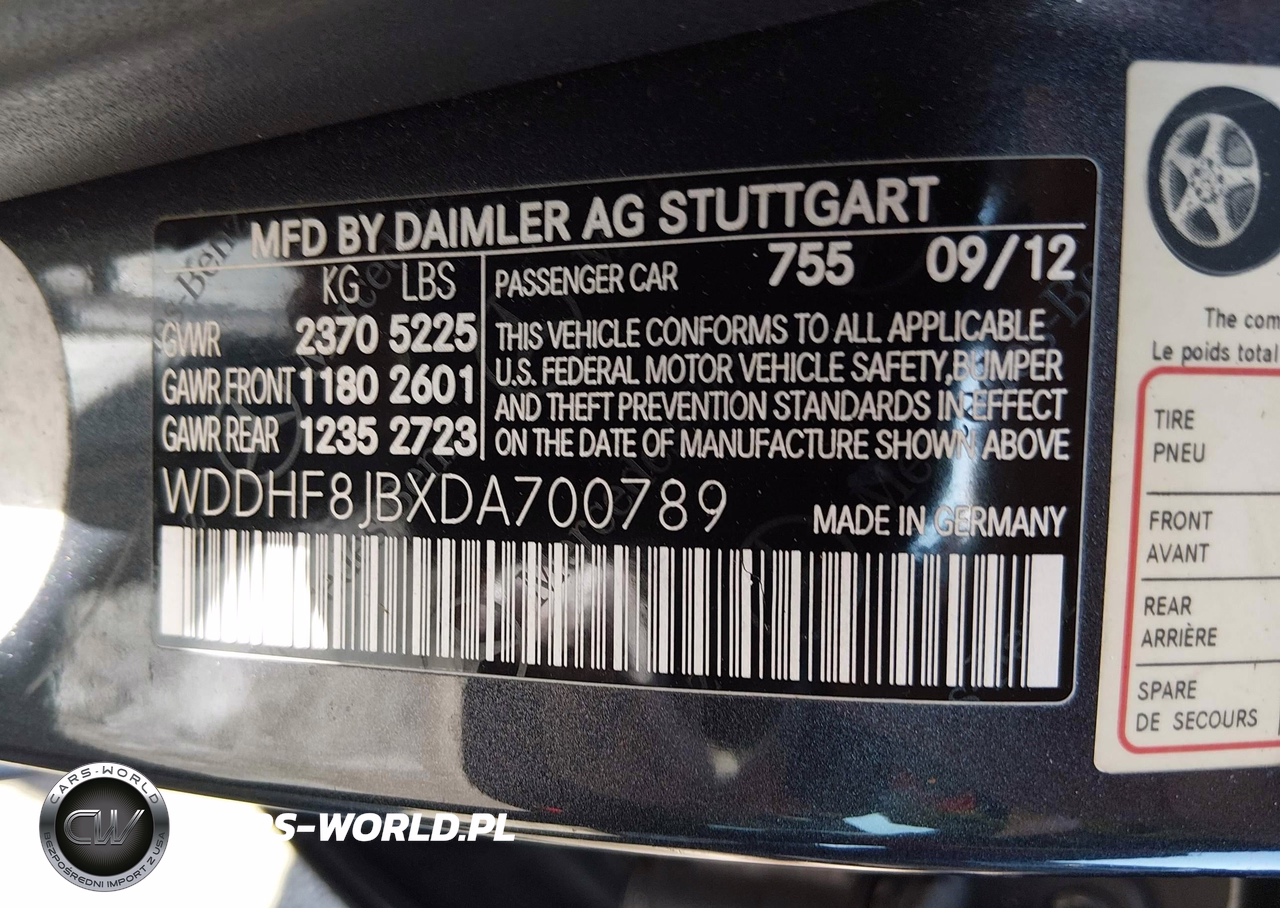 MFD BY DAIMLER AG STUTTGART
KG LBS
GVWR 2370 5225
GAWR FRONT 1180 2601
GAWR REAR 1235 2723
PASSENGER CAR 755 09/12
THIS VEHICLE CONFORMS TO ALL APPLICABLE
U.S. FEDERAL MOTOR VEHICLE SAFETY, BUMPER
AND THEFT PREVENTION STANDARDS IN EFFECT
ON THE DATE OF MANUFACTURE SHOWN ABOVE
WDDHF8JBXDA700789
MADE IN GERMANY
The com
Le poids total
TIRE
PNEU
FRONT
AVANT
REAR
ARRIÈRE
SPARE
DE SECOURS
CARS-WORLD
CW
BEZPOŚREDNI IMPORT Z USA
S-WORLD.PL